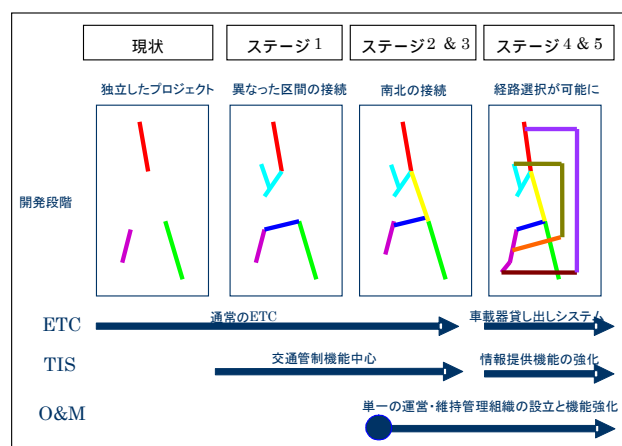 現状
ステージ1
ステージ2 & 3
ステージ4 & 5
独立したプロジェクト
異なった区間の接続
南北の接続
経路選択が可能に
開発段階
ETC
通常のETC
車載器貸し出しシステム
TIS
交通管制機能中心
情報提供機能の強化
O&M
単一の運営・維持管理組織の設立と機能強化